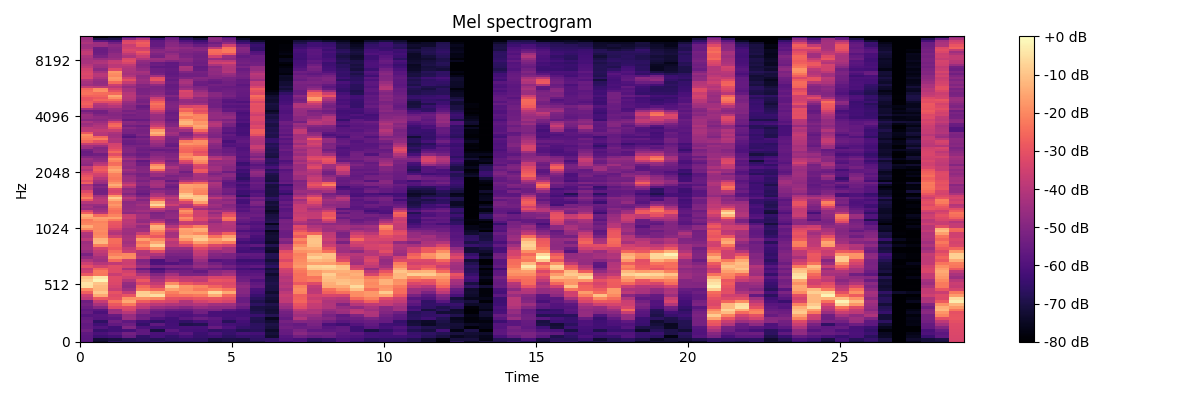 Mel spectrogram
8192
4096
2048
1024
512
0
Hz
0 5 10 15 20 25
Time
+0 dB
-10 dB
-20 dB
-30 dB
-40 dB
-50 dB
-60 dB
-70 dB
-80 dB